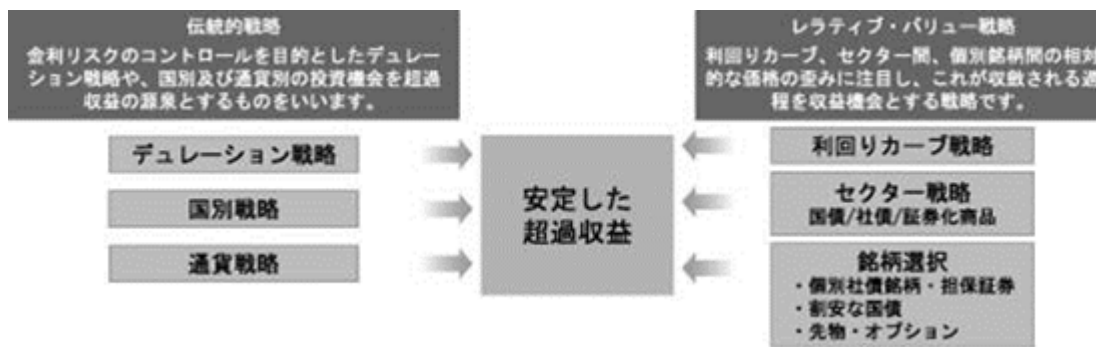 伝統的戦略
金利リスクのコントロールを目的としたデュレー
ション戦略や、国別及び通貨別の投資機会を超過
収益の源泉とするものをいいます。
デュレーション戦略
国別戦略
通貨戦略
安定した
超過収益
レラティブ・バリュー戦略
利回りカーブ、セクター間、個別銘柄間の相対
的な価格の歪みに注目し、これが収斂される過
程を収益機会とする戦略です。
利回りカーブ戦略
セクター戦略
国債/社債/証券化商品
銘柄選択
・個別社債銘柄・担保証券
・割安な国債
・先物・オプション